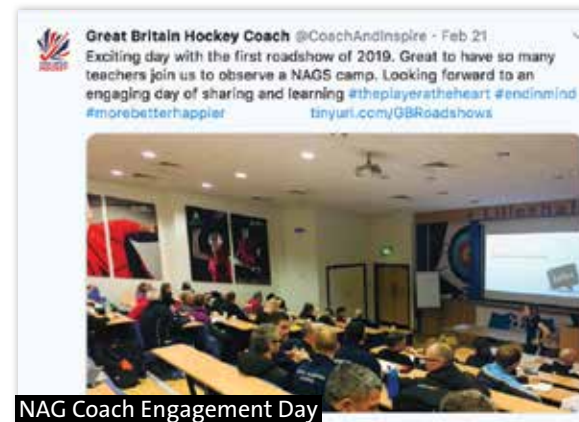 Great Britain Hockey Coach @CoachAndInspire - Feb 21
Exciting day with the first roadshow of 2019. Great to have so many
teachers join us to observe a NAGS camp. Looking forward to an
engaging day of sharing and learning #theplayeratheheart #endinmind
#morebetterhappier tinyurl.com/GBRoadshows
Lilleshall
NAG Coach Engagement Day